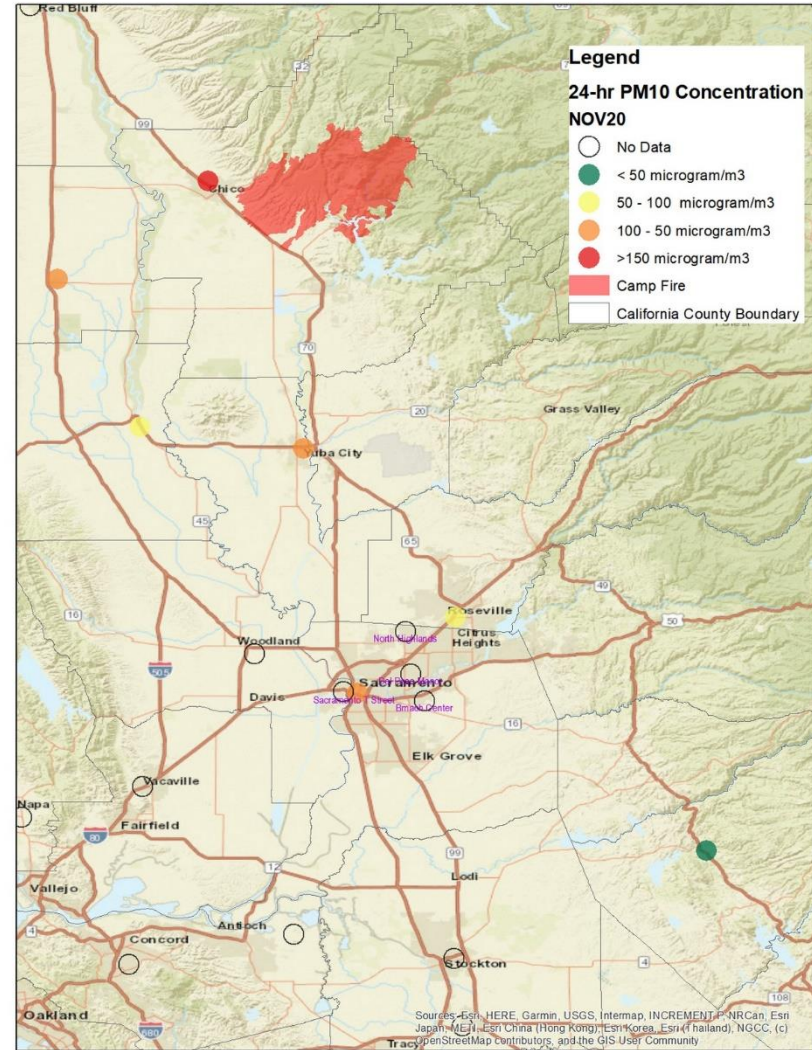 Red Bluff
32
99
Chico
70
20
Grass Valley
Yuba City
45
65
49
50
16
Roseville
North Highlands
Citrus
Heights
Woodland
505
Sacramento
Davis
Sacramento T Street
16
Elk Grove
Vacaville
Napa
Fairfield
80
12
99
Lodi
Vallejo
Antioch
4
Concord
Stockton
4
108
Oakland
680
Tracy
Legend
24-hr PM10 Concentration
NOV20
No Data
< 50 microgram/m3
50 - 100 microgram/m3
100 - 50 microgram/m3
>150 microgram/m3
Camp Fire
California County Boundary
Sources: Esri, HERE, Garmin, USGS, Intermap, INCREMENT P, NRCan, Esri
Japan, METI, Esri China (Hong Kong), Esri Korea, Esri (Thailand), NGCC, (c)
OpenStreetMap contributors, and the GIS User Community